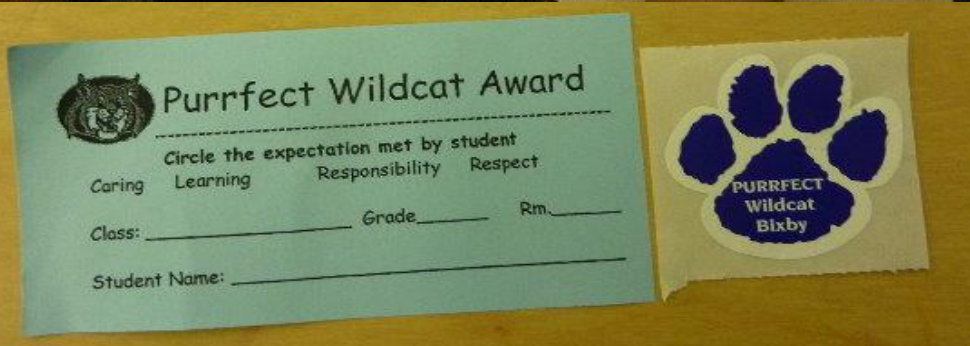 Purrfect Wildcat Award
Circle the expectation met by student
Caring Learning Responsibility Respect
Class: Grade Rm.
Student Name:
PURRFECT
Wildcat
Bixby